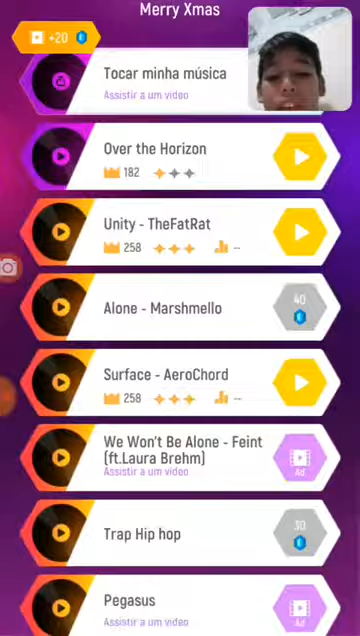 Merry Xmas
+20
Tocar minha música
Assistir a um vídeo
Over the Horizon
182
Unity - TheFatRat
258 --
Alone - Marshmello
40
Surface - AeroChord
258 --
We Won't Be Alone - Feint
(ft.Laura Brehm)
Assistir a um vídeo
Ad
Trap Hip hop
30
Pegasus
Assistir a um vídeo
Ad